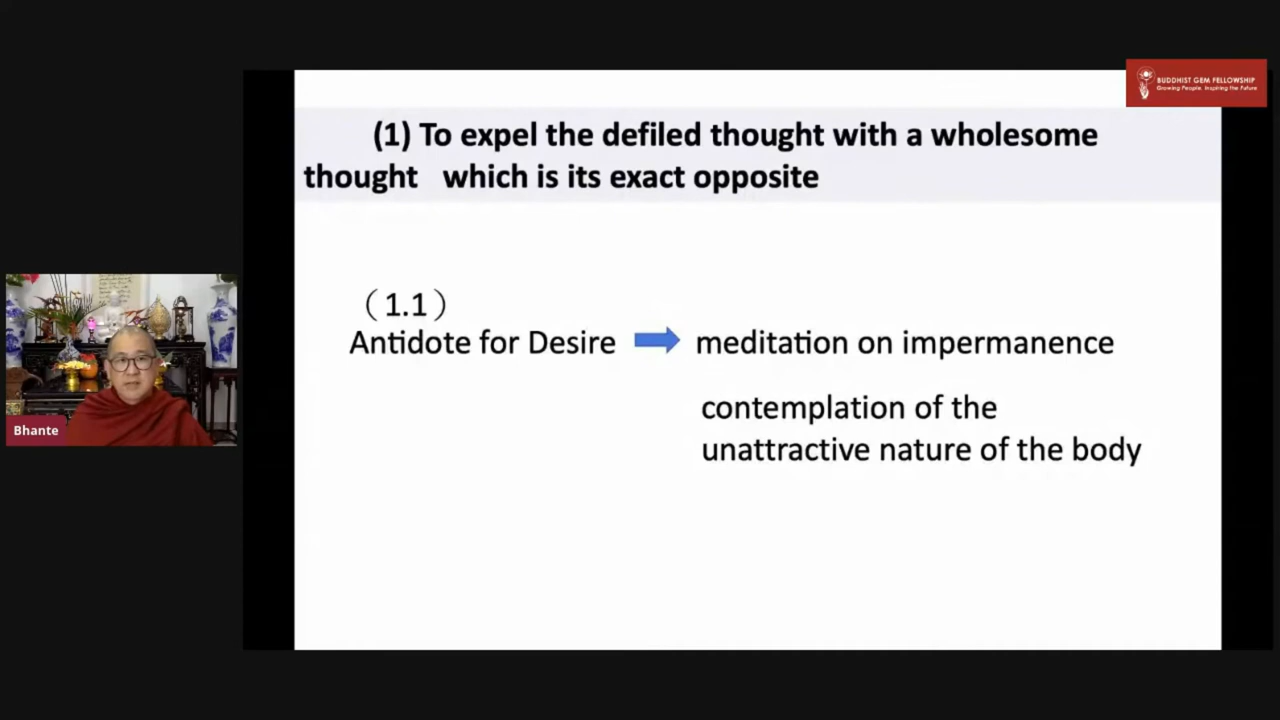 BUDDHIST GEM FELLOWSHIP
Growing People. Inspiring the Future
(1) To expel the defiled thought with a wholesome
thought which is its exact opposite
（1.1）
Antidote for Desire meditation on impermanence
contemplation of the
unattractive nature of the body
Bhante